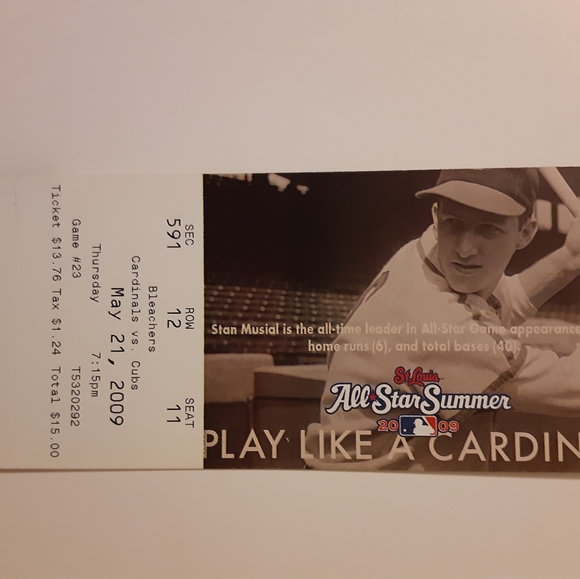 SEC ROW SEAT
591 12 11
Bleachers
Cardinals vs. Cubs
May 21, 2009
Thursday 7:15pm
Game #23 T5320292
Ticket $13.76 Tax $1.24 Total $15.00
Stan Musial is the all-time leader in All-Star Game appearance
home runs (6), and total bases (40).
St. Louis
All Star Summer
2009
PLAY LIKE A CARDIN